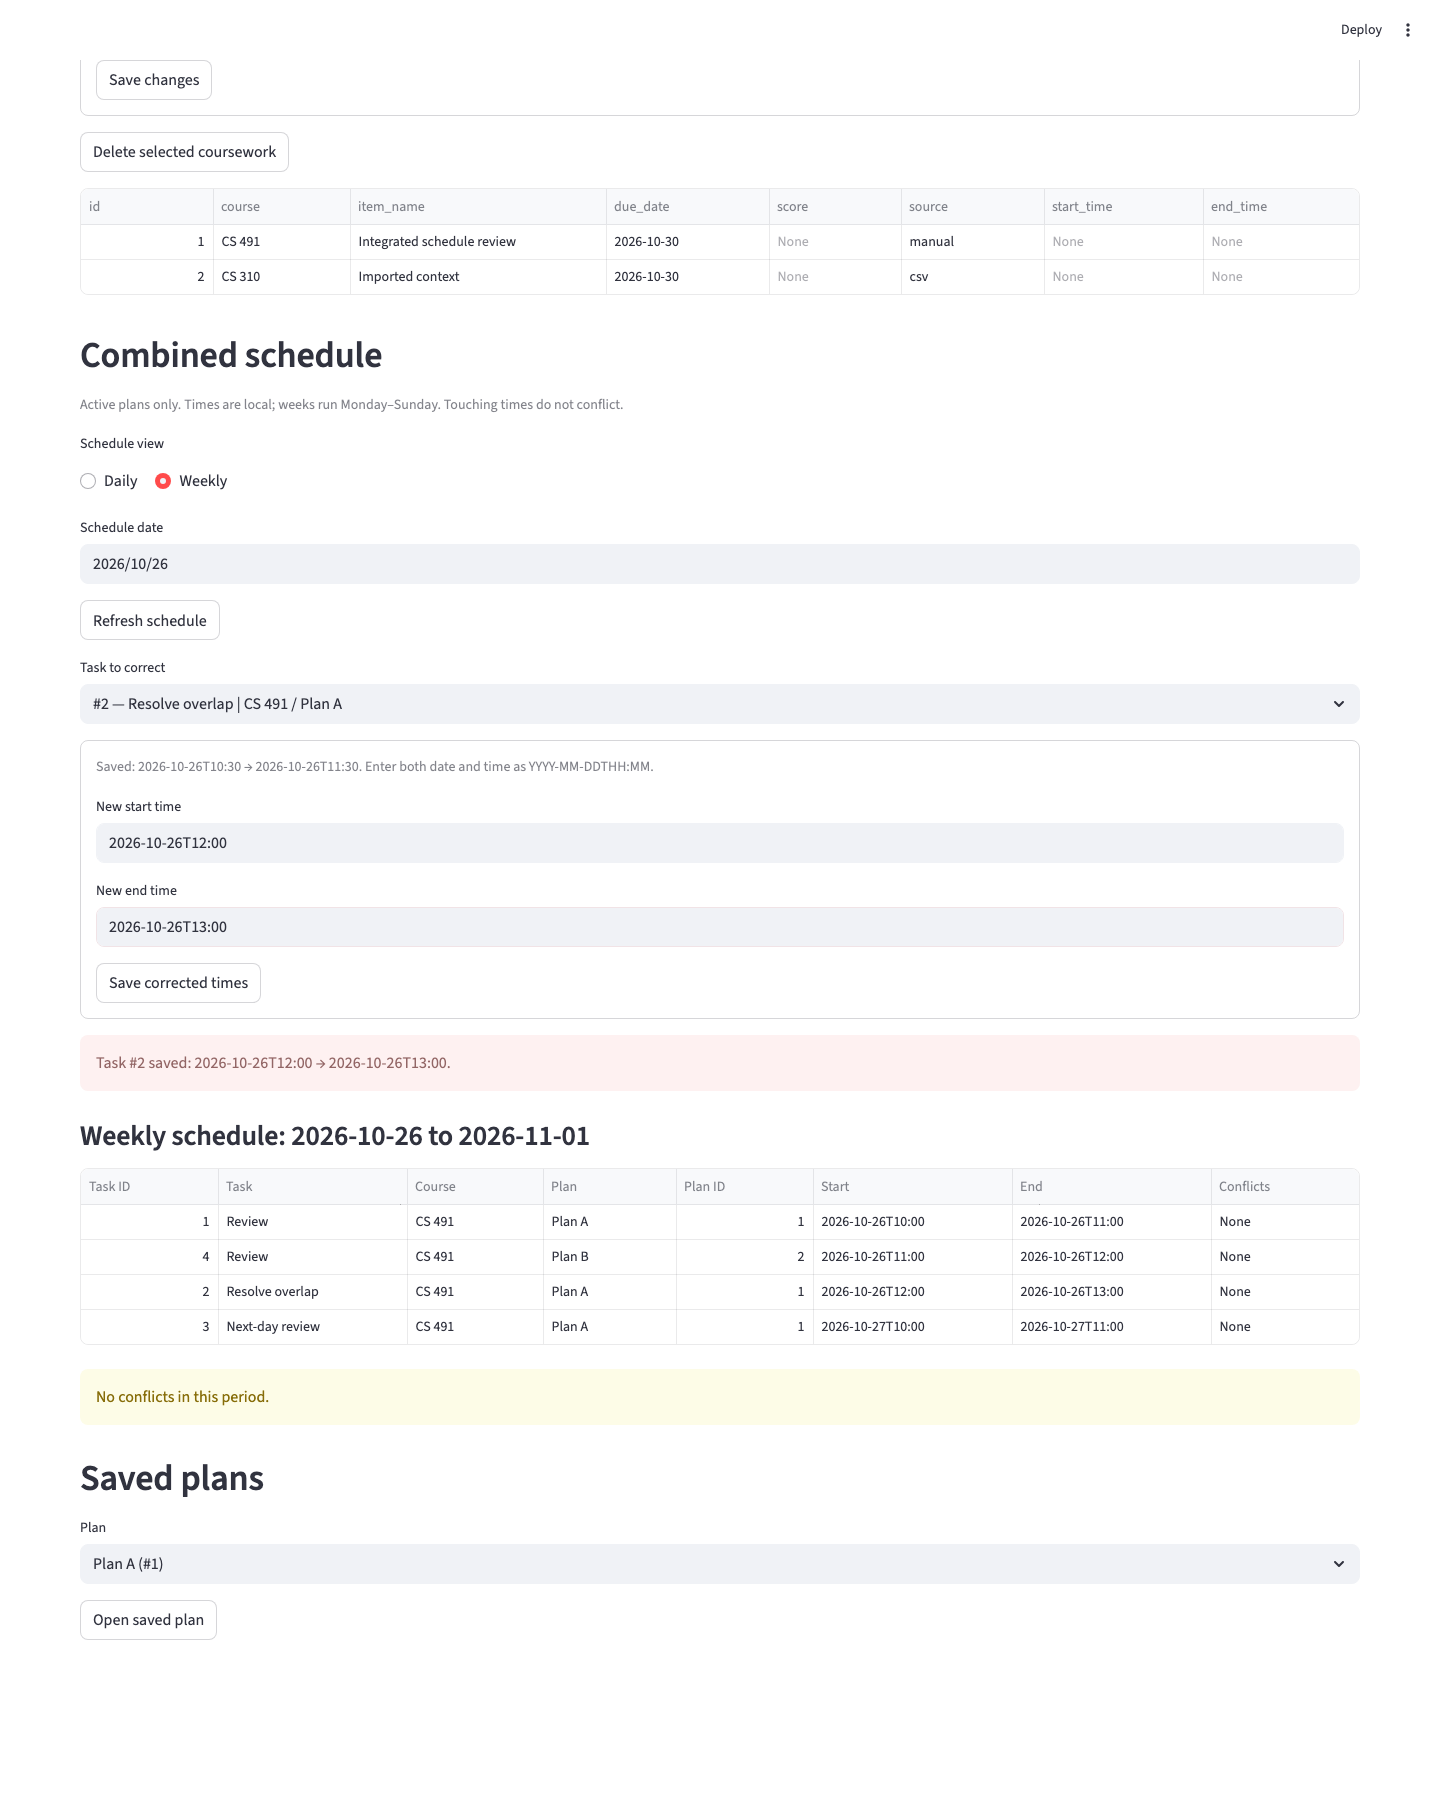 Deploy
Save changes
Delete selected coursework
id course item_name due_date score source start_time end_time
1 CS 491 Integrated schedule review 2026-10-30 None manual None None
2 CS 310 Imported context 2026-10-30 None csv None None
Combined schedule
Active plans only. Times are local; weeks run Monday–Sunday. Touching times do not conflict.
Schedule view
Daily Weekly
Schedule date
2026/10/26
Refresh schedule
Task to correct
#2 — Resolve overlap | CS 491 / Plan A
Saved: 2026-10-26T10:30 → 2026-10-26T11:30. Enter both date and time as YYYY-MM-DDTHH:MM.
New start time
2026-10-26T12:00
New end time
2026-10-26T13:00
Save corrected times
Task #2 saved: 2026-10-26T12:00 → 2026-10-26T13:00.
Weekly schedule: 2026-10-26 to 2026-11-01
Task ID Task Course Plan Plan ID Start End Conflicts
1 Review CS 491 Plan A 1 2026-10-26T10:00 2026-10-26T11:00 None
4 Review CS 491 Plan B 2 2026-10-26T11:00 2026-10-26T12:00 None
2 Resolve overlap CS 491 Plan A 1 2026-10-26T12:00 2026-10-26T13:00 None
3 Next-day review CS 491 Plan A 1 2026-10-27T10:00 2026-10-27T11:00 None
No conflicts in this period.
Saved plans
Plan
Plan A (#1)
Open saved plan